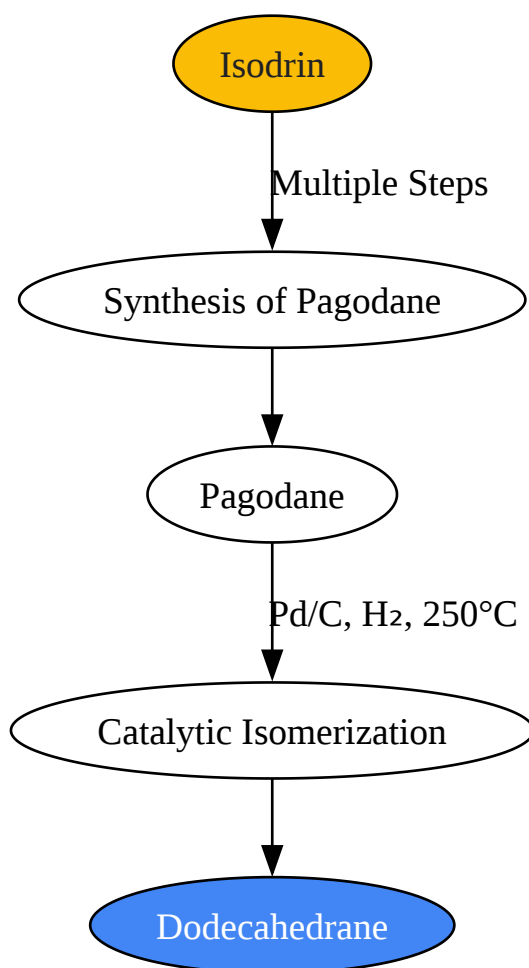 Isodrin
Multiple Steps
Synthesis of Pagodane
Pagodane
Pd/C, H₂, 250°C
Catalytic Isomerization
Dodecahedrane